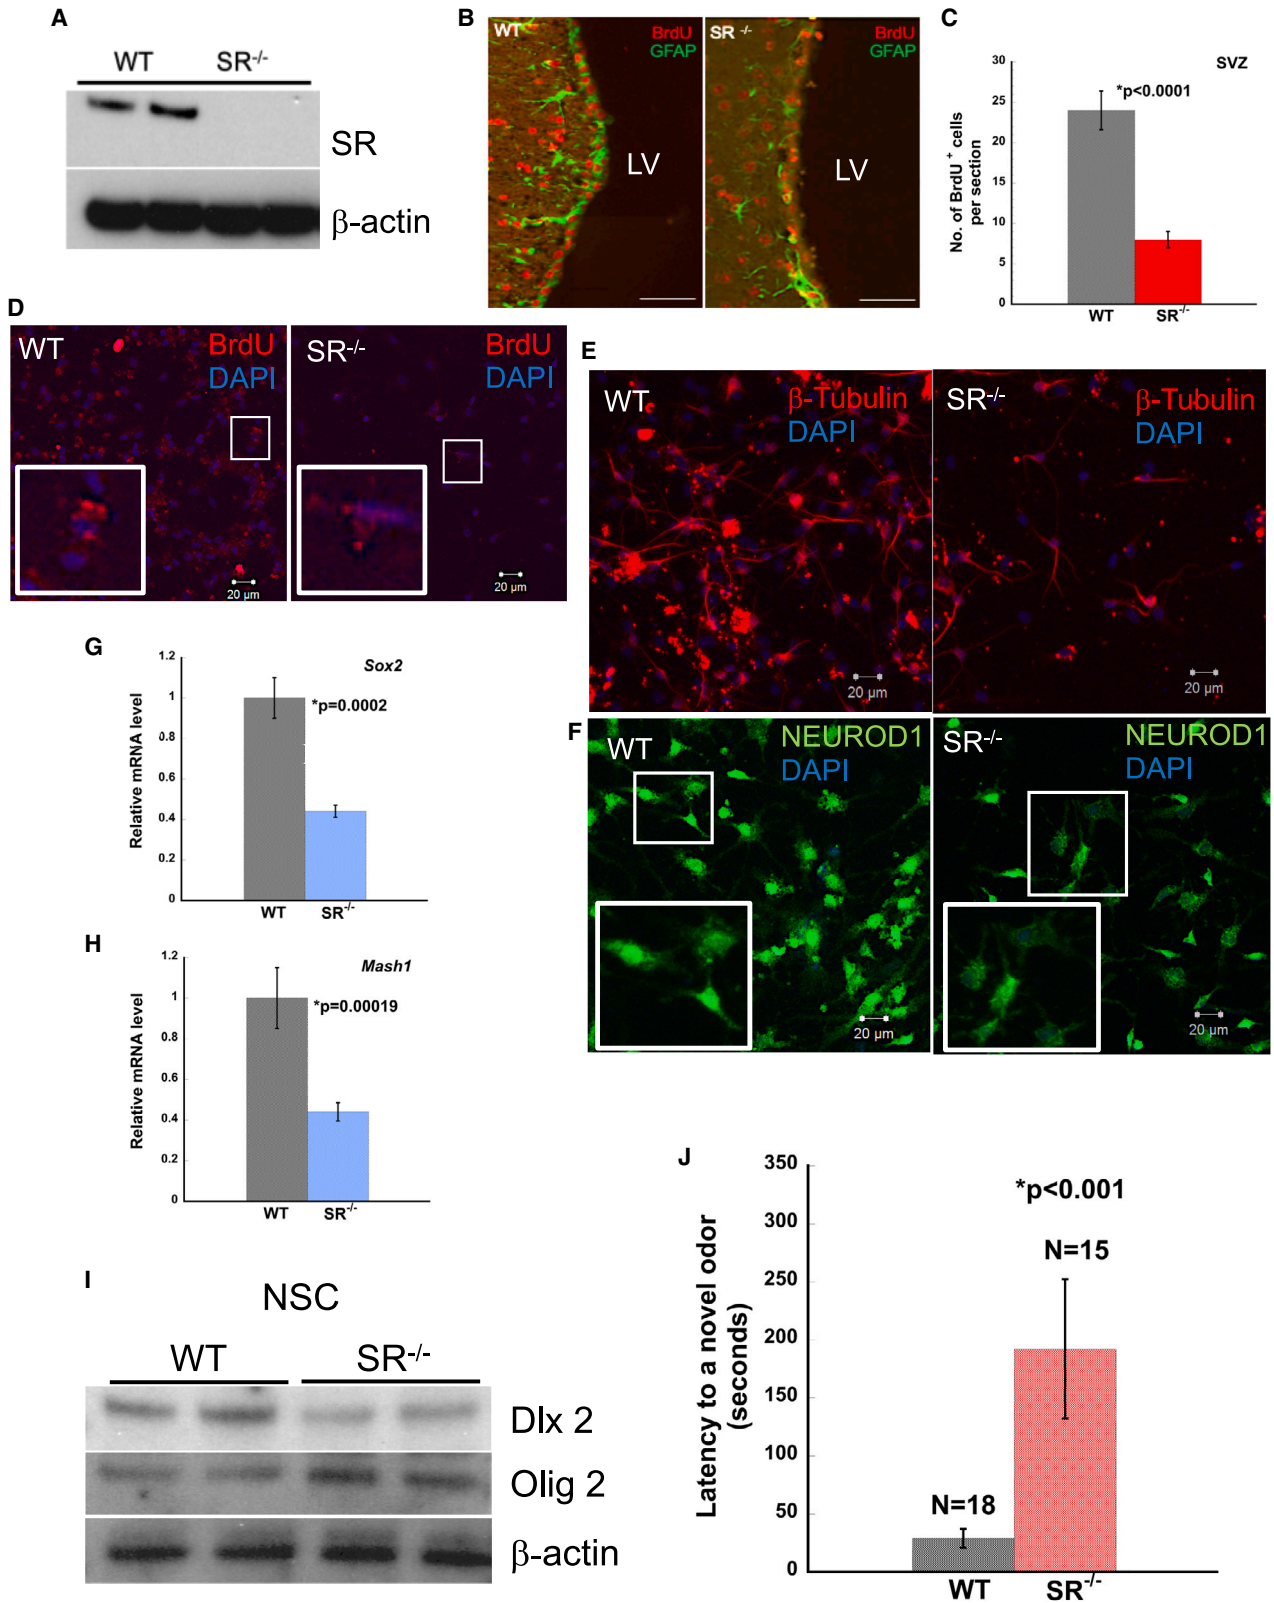 A
WT SR-/-
SR
β-actin
B
WT BrdU
GFAP
LV
SR -/- BrdU
GFAP
LV
C
SVZ
*p<0.0001
No. of BrdU + cells
per section
30
25
20
15
10
5
0
WT SR-/-
D
WT BrdU
DAPI
20 µm
SR-/- BrdU
DAPI
20 µm
E
WT β-Tubulin
DAPI
20 µm
SR-/- β-Tubulin
DAPI
20 µm
F
WT NEUROD1
DAPI
20 µm
SR-/- NEUROD1
DAPI
20 µm
G
Sox2
*p=0.0002
Relative mRNA level
1.2
1
0.8
0.6
0.4
0.2
0
WT SR-/-
H
Mash1
*p=0.00019
Relative mRNA level
1.2
1
0.8
0.6
0.4
0.2
0
WT SR-/-
I
NSC
WT SR-/-
Dlx 2
Olig 2
β-actin
J
*p<0.001
N=15
N=18
Latency to a novel odor
(seconds)
350
300
250
200
150
100
50
0
WT SR-/-